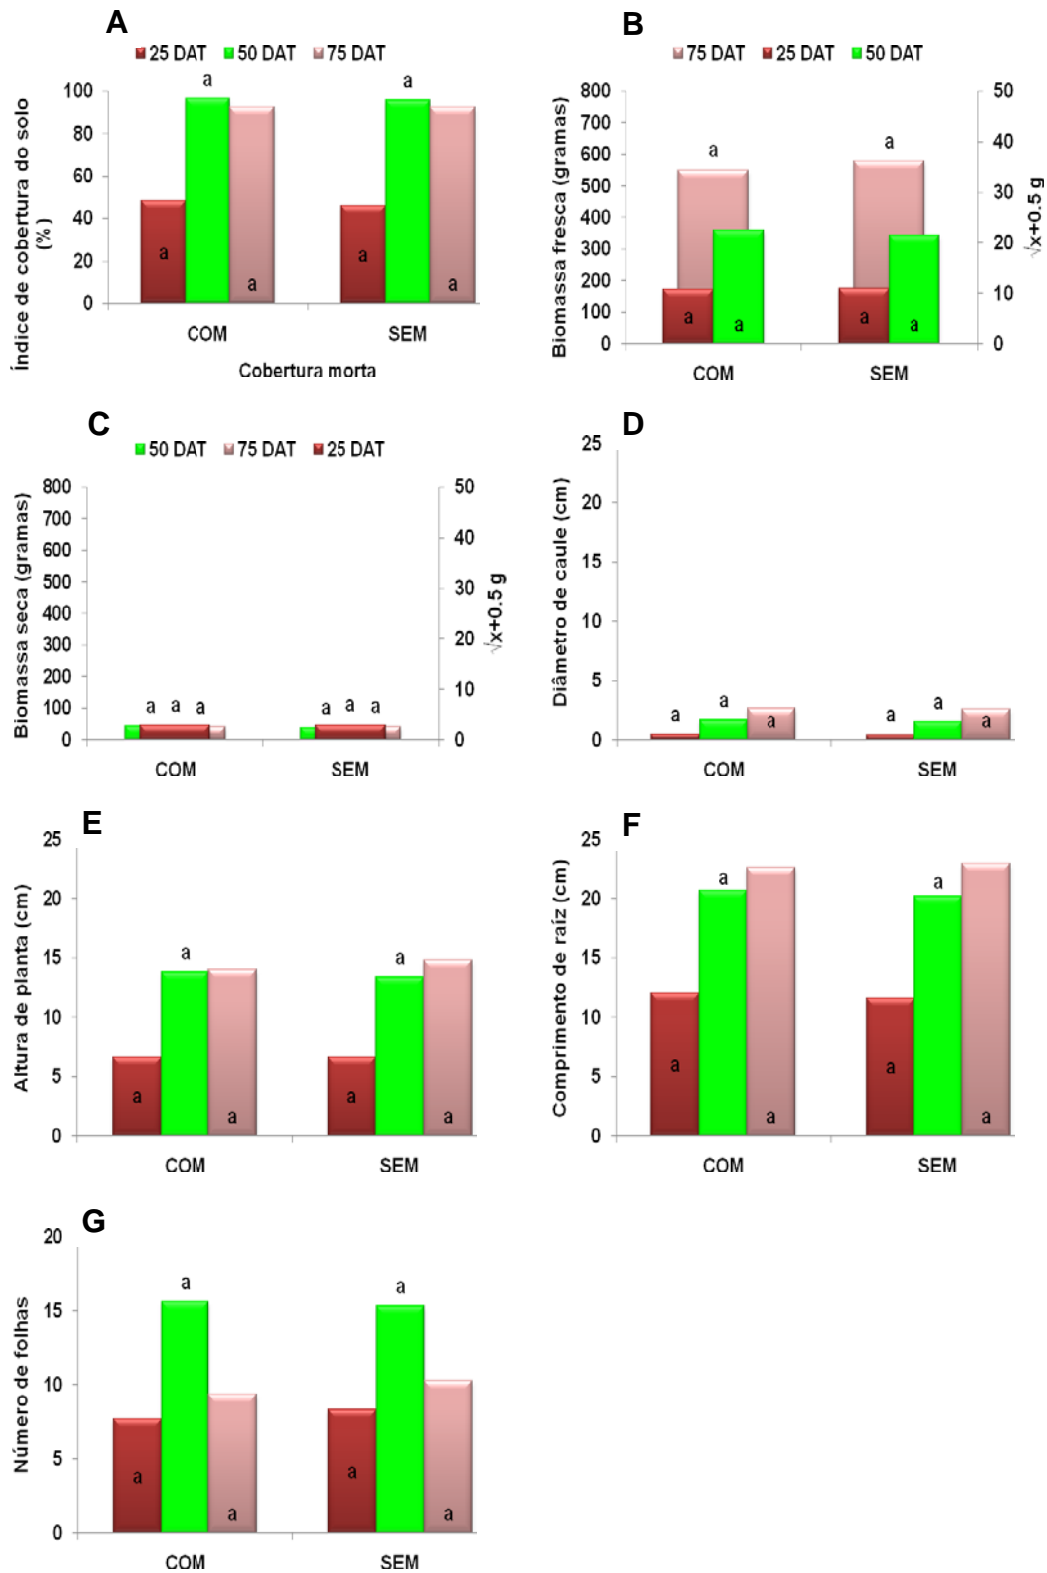 A
25 DAT 50 DAT 75 DAT
Índice de cobertura do solo
(%)
100
80
60
40
20
0
a
a
a
a
a
a
COM
SEM
Cobertura morta
B
75 DAT 25 DAT 50 DAT
Biomassa fresca (gramas)
800
700
600
500
400
300
200
100
0
a
a
a
a
a
a
50
40
30
20
10
0
√x+0.5 g
COM
SEM
C
50 DAT 75 DAT 25 DAT
Biomassa seca (gramas)
800
700
600
500
400
300
200
100
0
a a a
a a a
50
40
30
20
10
0
√x+0.5 g
COM
SEM
D
Diâmetro de caule (cm)
25
20
15
10
5
0
a
a
a
a
a
a
COM
SEM
E
Altura de planta (cm)
25
20
15
10
5
0
a
a
a
a
a
a
COM
SEM
F
Comprimento de raíz (cm)
25
20
15
10
5
0
a
a
a
a
a
a
COM
SEM
G
Número de folhas
20
15
10
5
0
a
a
a
a
a
a
COM
SEM